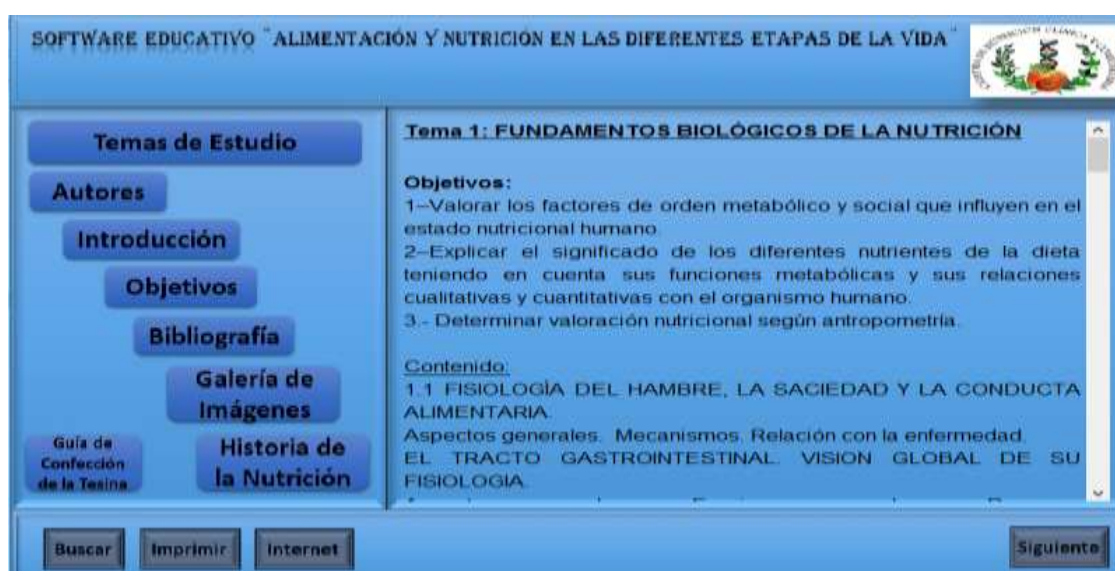 SOFTWARE EDUCATIVO "ALIMENTACIÓN Y NUTRICIÓN EN LAS DIFERENTES ETAPAS DE LA VIDA"
Temas de Estudio
Autores
Introducción
Objetivos
Bibliografía
Galería de
Imágenes
Guía de
Confección
de la Tesina
Historia de
la Nutrición
Tema 1: FUNDAMENTOS BIOLÓGICOS DE LA NUTRICIÓN
Objetivos:
1–Valorar los factores de orden metabólico y social que influyen en el
estado nutricional humano.
2–Explicar el significado de los diferentes nutrientes de la dieta
teniendo en cuenta sus funciones metabólicas y sus relaciones
cualitativas y cuantitativas con el organismo humano.
3.- Determinar valoración nutricional según antropometría.
Contenido:
1.1 FISIOLOGÍA DEL HAMBRE, LA SACIEDAD Y LA CONDUCTA
ALIMENTARIA.
Aspectos generales. Mecanismos. Relación con la enfermedad.
EL TRACTO GASTROINTESTINAL. VISION GLOBAL DE SU
FISIOLOGIA.
Buscar
Imprimir
Internet
Siguiente